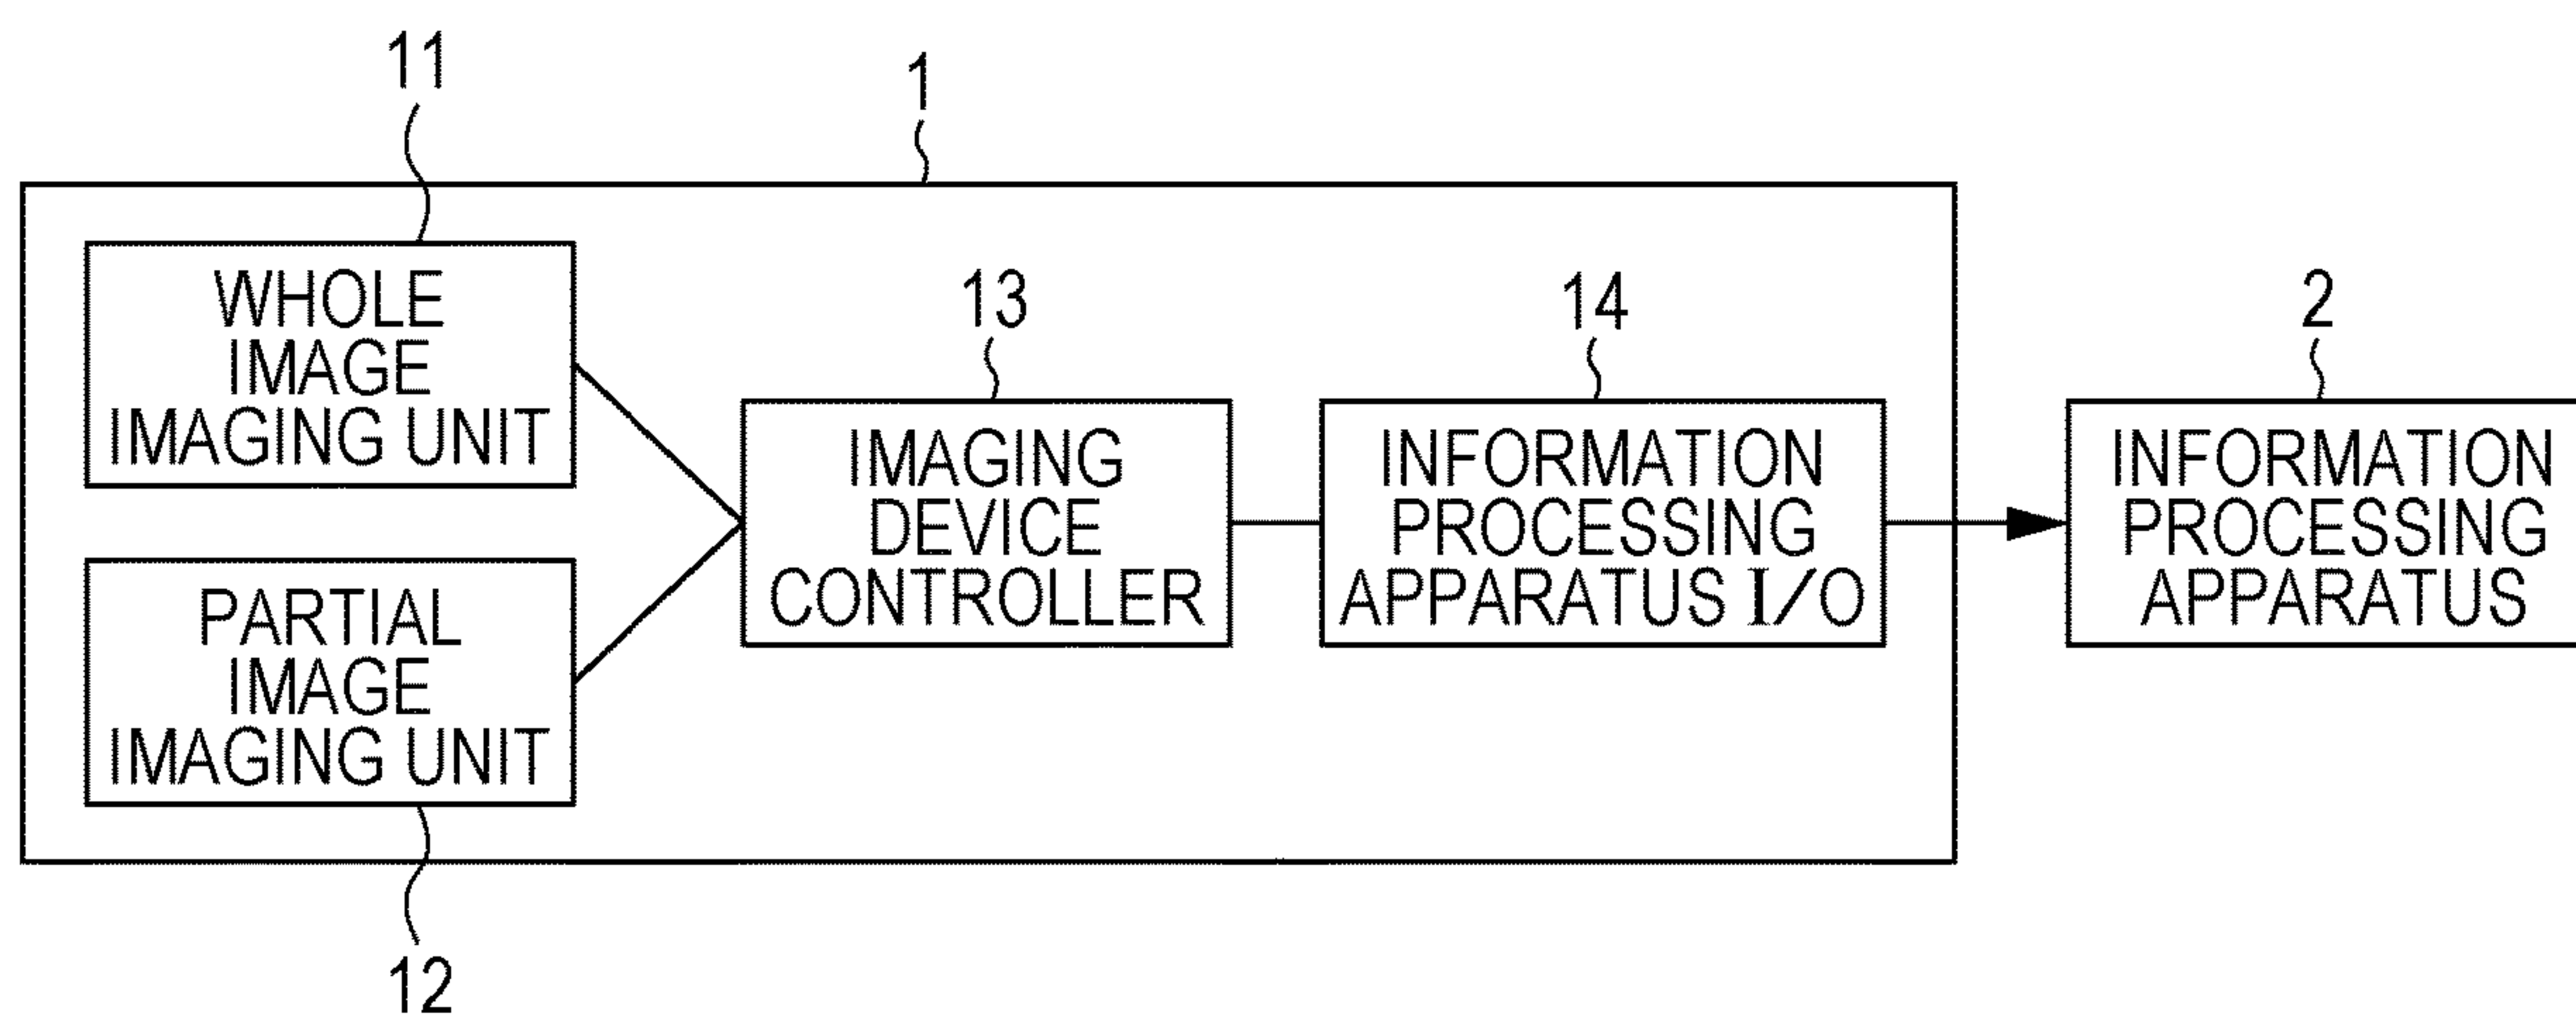 11
1
WHOLE
IMAGE
IMAGING UNIT
13
14
2
IMAGING
DEVICE
CONTROLLER
INFORMATION
PROCESSING
APPARATUS I/O
INFORMATION
PROCESSING
APPARATUS
PARTIAL
IMAGE
IMAGING UNIT
12